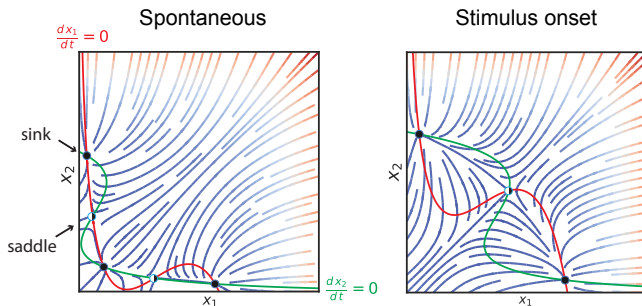 Spontaneous
Stimulus onset
dx₁/dt = 0
sink
x₂
saddle
x₁
dx₂/dt = 0
x₂
x₁